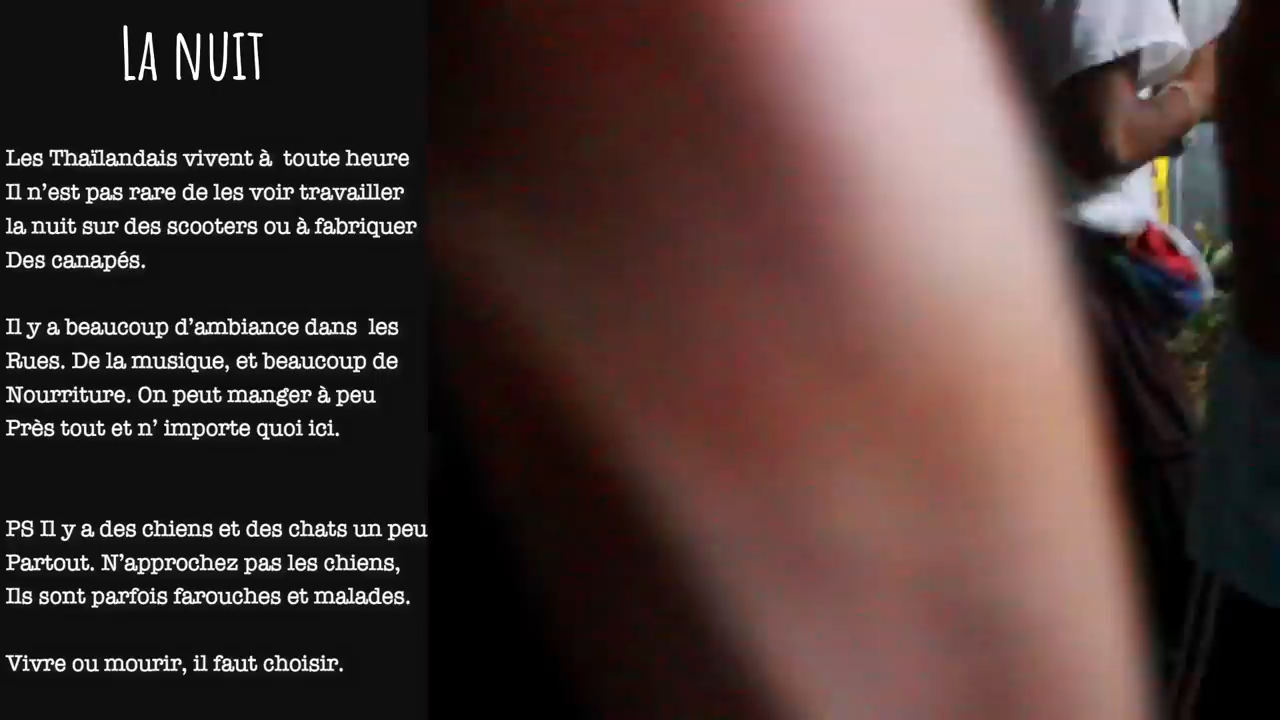 La nuit
Les Thaïlandais vivent à toute heure
Il n'est pas rare de les voir travailler
la nuit sur des scooters ou à fabriquer
Des canapés.
Il y a beaucoup d'ambiance dans les
Rues. De la musique, et beaucoup de
Nourriture. On peut manger à peu
Près tout et n' importe quoi ici.
PS Il y a des chiens et des chats un peu
Partout. N'approchez pas les chiens,
Ils sont parfois farouches et malades.
Vivre ou mourir, il faut choisir.